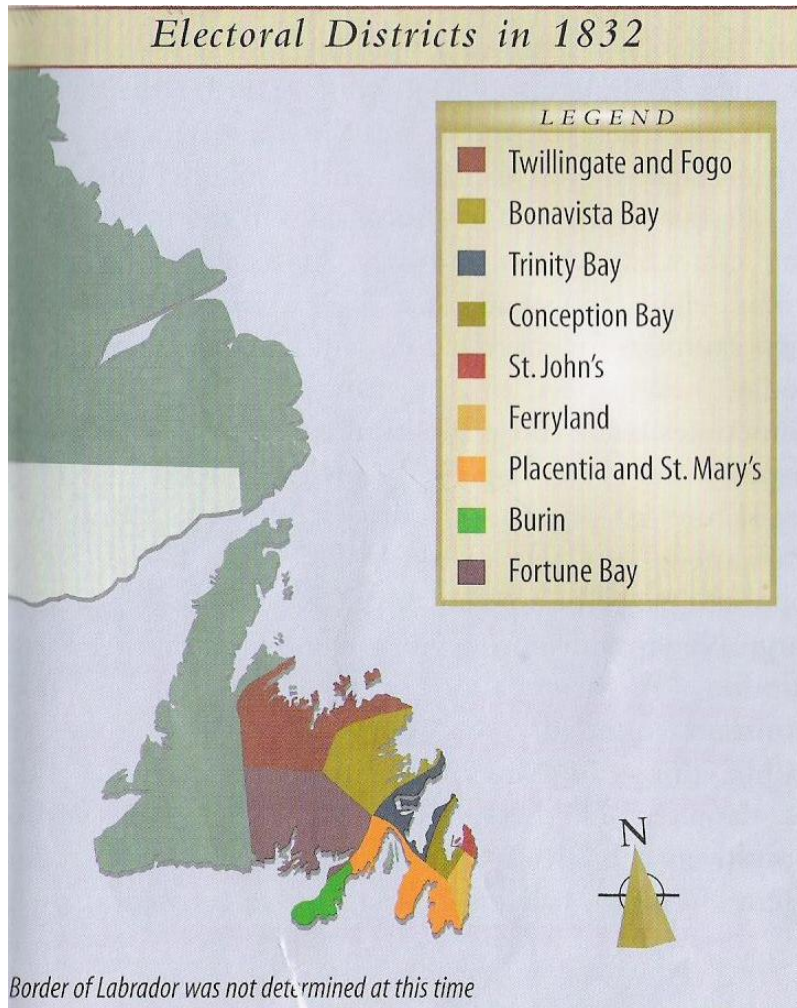 Electoral Districts in 1832
LEGEND
Twillingate and Fogo
Bonavista Bay
Trinity Bay
Conception Bay
St. John's
Ferryland
Placentia and St. Mary's
Burin
Fortune Bay
N
Border of Labrador was not determined at this time